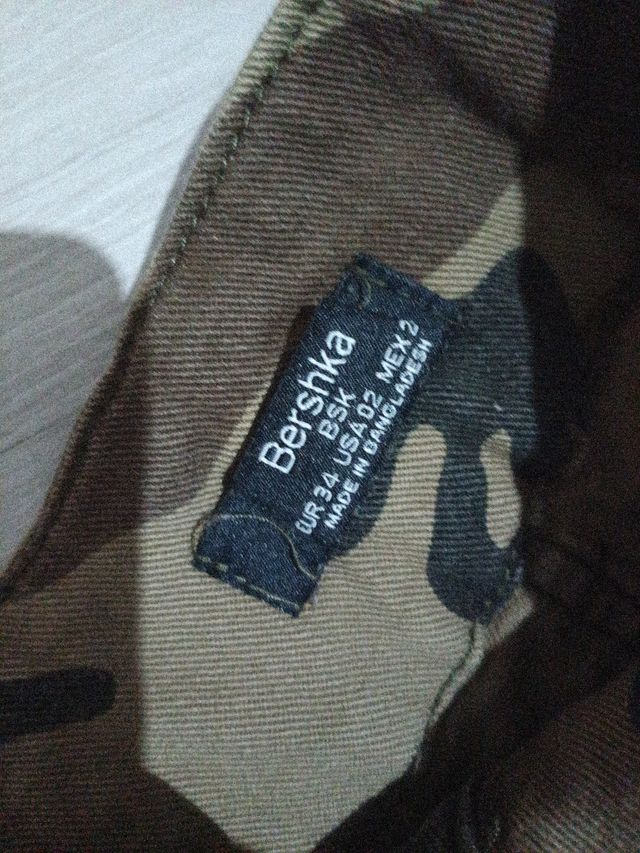 Bershka
BSK
EUR 34 USA 02 MEX 2
MADE IN BANGLADESH